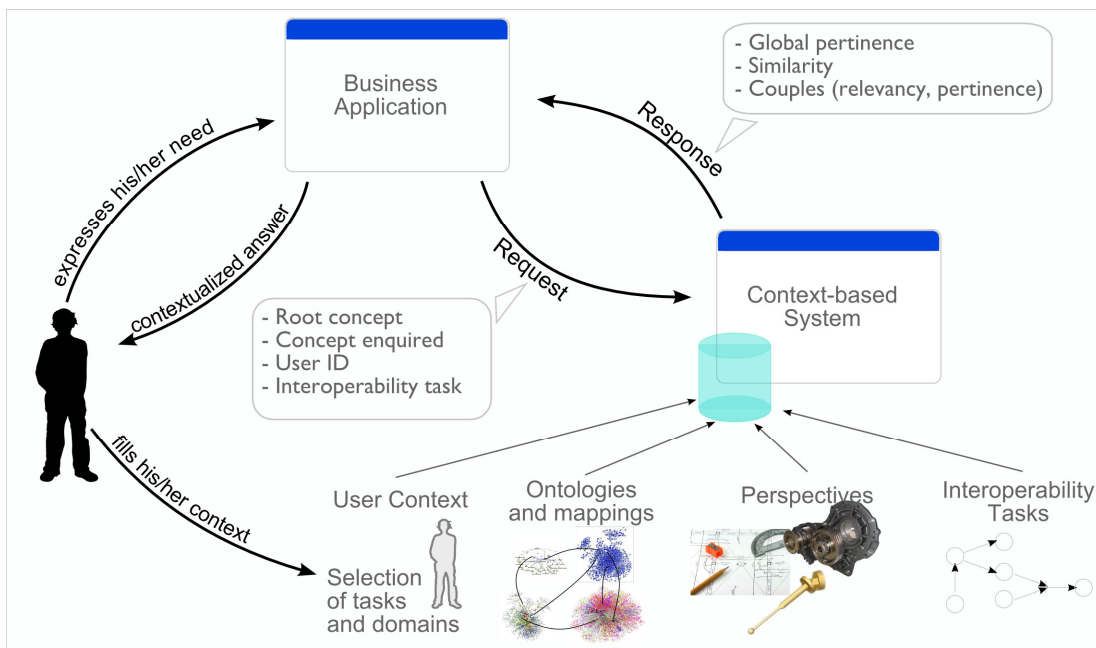 Business
Application
- Global pertinence
- Similarity
- Couples (relevancy, pertinence)
Response
expresses his/her need
contextualized answer
Request
- Root concept
- Concept enquired
- User ID
- Interoperability task
Context-based
System
fills his/her context
User Context
Selection
of tasks
and domains
Ontologies
and mappings
Perspectives
Interoperability
Tasks